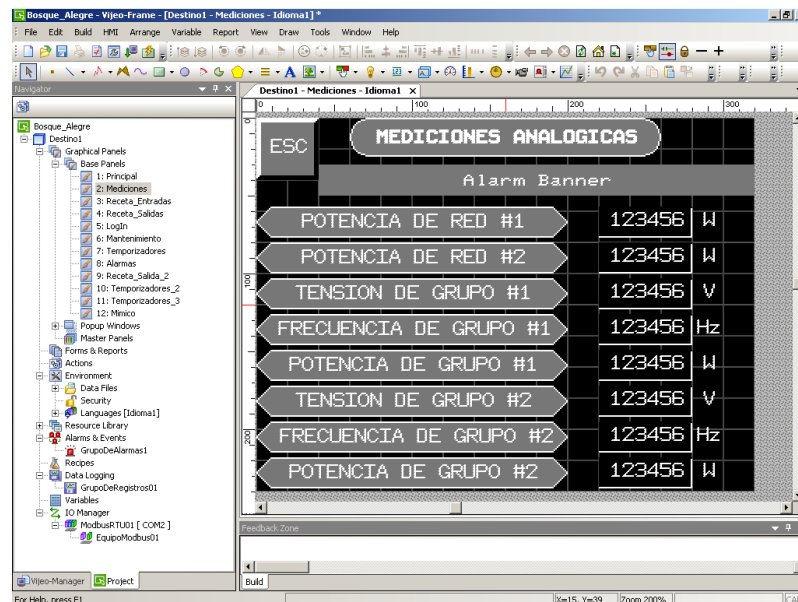 Bosque_Alegre - Vijeo-Frame - [Destino1 - Mediciones - Idioma1] *
File Edit Build HMI Arrange Variable Report View Draw Tools Window Help
Navigator
Destino1 - Mediciones - Idioma1 x
0 100 200 300
Bosque_Alegre
Destino1
Graphical Panels
Base Panels
1: Principal
2: Mediciones
3: Receta_Entradas
4: Receta_Salidas
5: LogIn
6: Mantenimiento
7: Temporizadores
8: Alarmas
9: Receta_Salida_2
10: Temporizadores_2
11: Temporizadores_3
12: Mimico
Popup Windows
Master Panels
Forms & Reports
Actions
Environment
Data Files
Security
Languages [Idioma1]
Resource Library
Alarms & Events
GrupoDeAlarmas1
Recipes
Data Logging
GrupoDeRegistros01
Variables
IO Manager
ModbusRTU01 [ COM2 ]
EquipoModbus01
Vijeo-Manager Project
0
100
200
ESC
MEDICIONES ANALOGICAS
Alarm Banner
POTENCIA DE RED #1 123456 W
POTENCIA DE RED #2 123456 W
TENSION DE GRUPO #1 123456 V
FRECUENCIA DE GRUPO #1 123456 Hz
POTENCIA DE GRUPO #1 123456 W
TENSION DE GRUPO #2 123456 V
FRECUENCIA DE GRUPO #2 123456 Hz
POTENCIA DE GRUPO #2 123456 W
Feedback Zone
Build
For Help, press F1
X=15, Y=39 Zoom 200%